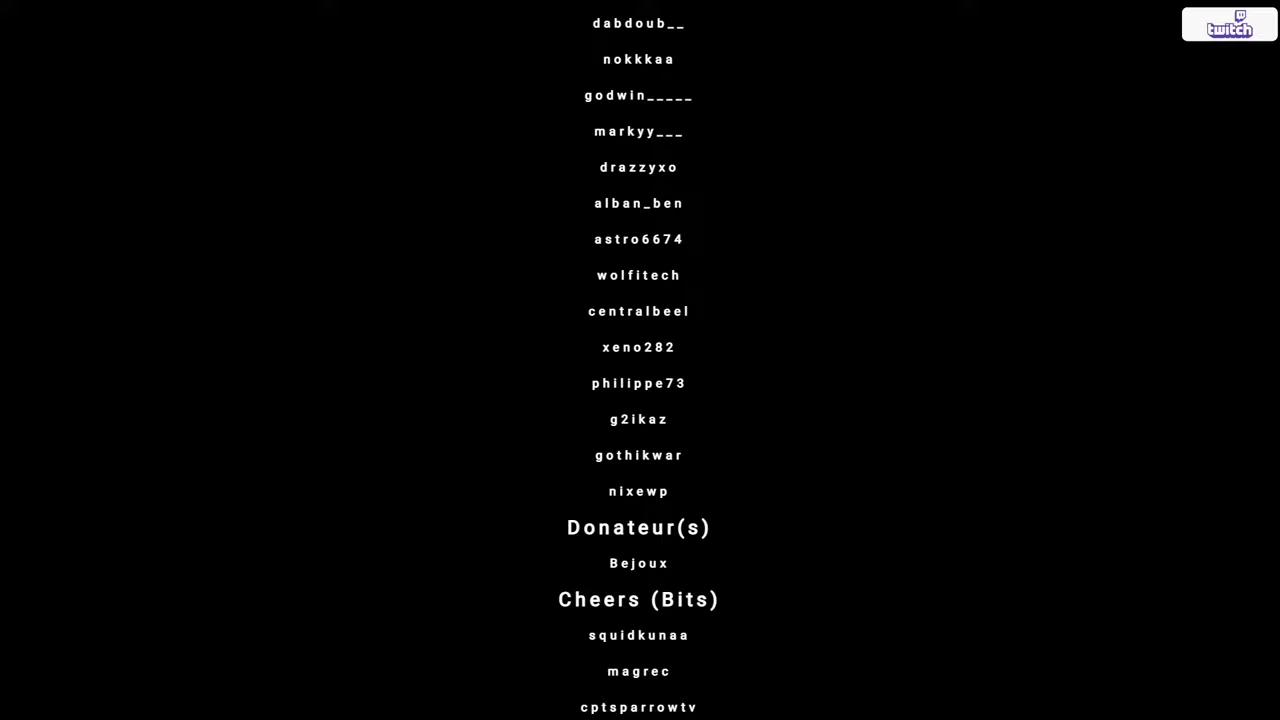 dabdoub__
twitch
nokkkaa
godwin_____
markyy___
drazzyxo
alban_ben
astro6674
wolfitech
centralbeel
xeno282
philippe73
g2ikaz
gothikwar
nixewp
Donateur(s)
Bejoux
Cheers (Bits)
squidkunaa
magrec
cptsparrowtv